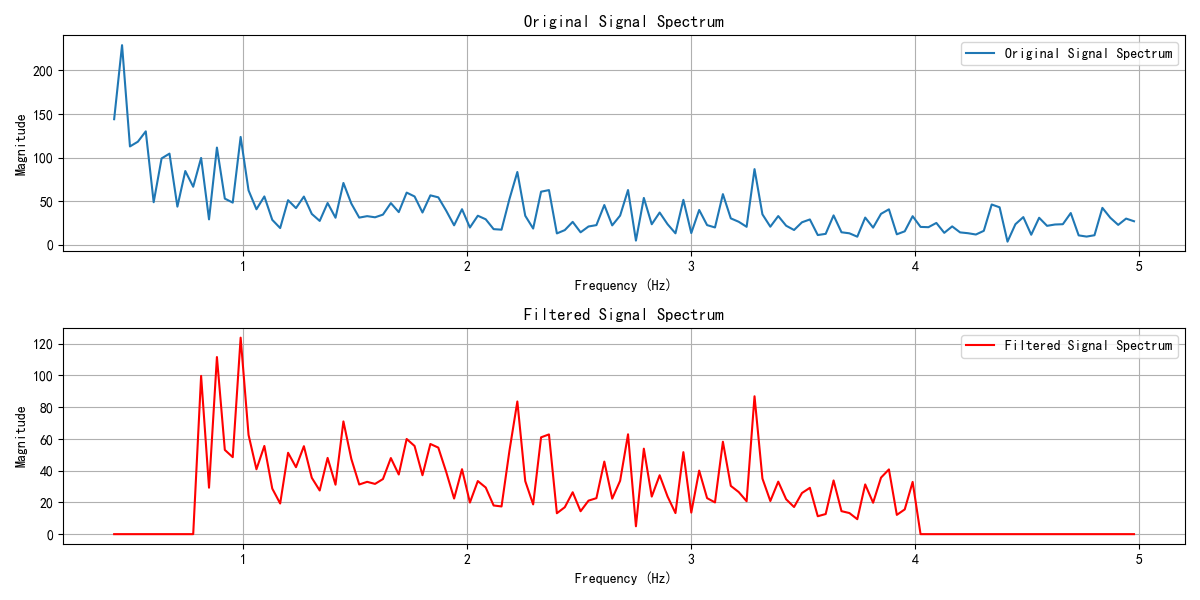 Original Signal Spectrum
Original Signal Spectrum
Magnitude
200
150
100
50
0
1 2 3 4 5
Frequency (Hz)
Filtered Signal Spectrum
Filtered Signal Spectrum
Magnitude
120
100
80
60
40
20
0
1 2 3 4 5
Frequency (Hz)